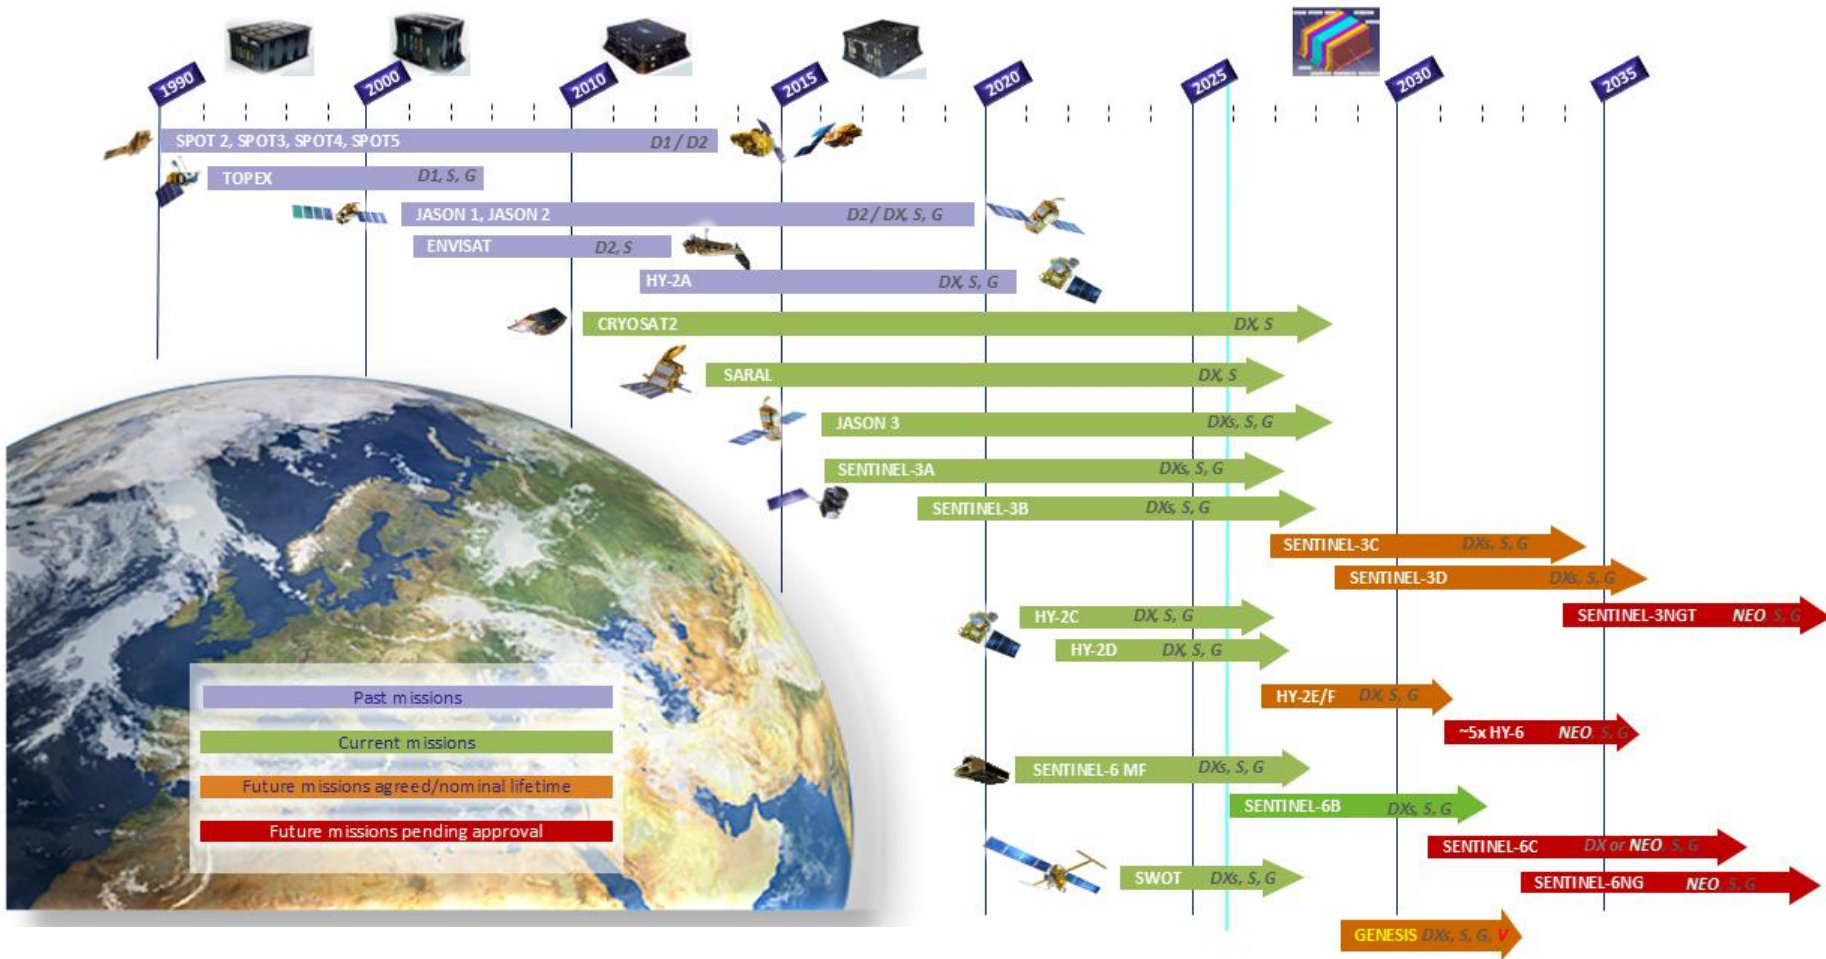 1990
2000
2010
2015
2020
2025
2030
2035
SPOT 2, SPOT3, SPOT4, SPOT5 D1 / D2
TOPEX D1, S, G
JASON 1, JASON 2 D2 / DX, S, G
ENVISAT D2, S
HY-2A DX, S, G
CRYOSAT2 DX, S
SARAL DX, S
JASON 3 DXs, S, G
SENTINEL-3A DXs, S, G
SENTINEL-3B DXs, S, G
SENTINEL-3C DXs, S, G
SENTINEL-3D DXs, S, G
HY-2C DX, S, G
SENTINEL-3NGT NEO, S, G
HY-2D DX, S, G
HY-2E/F DX, S, G
~5x HY-6 NEO, S, G
SENTINEL-6 MF DXs, S, G
SENTINEL-6B DXs, S, G
SENTINEL-6C DX or NEO, S, G
SWOT DXs, S, G
SENTINEL-6NG NEO, S, G
GENESIS DXs, S, G, V
Past missions
Current missions
Future missions agreed/nominal lifetime
Future missions pending approval